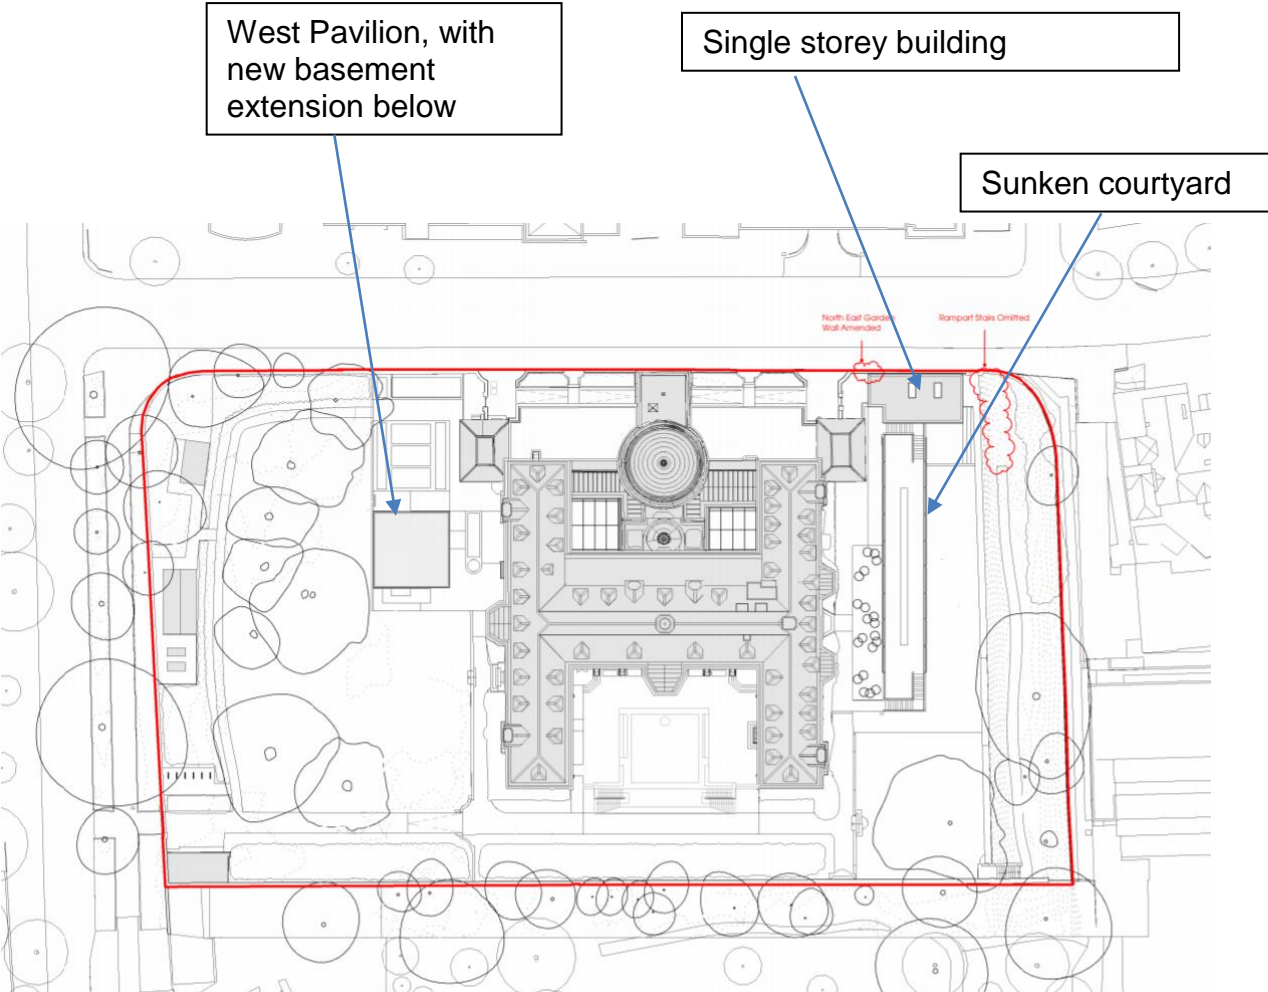 West Pavilion, with
new basement
extension below
Single storey building
Sunken courtyard
North East Garden
Wall Amended
Rampart Stairs Omitted